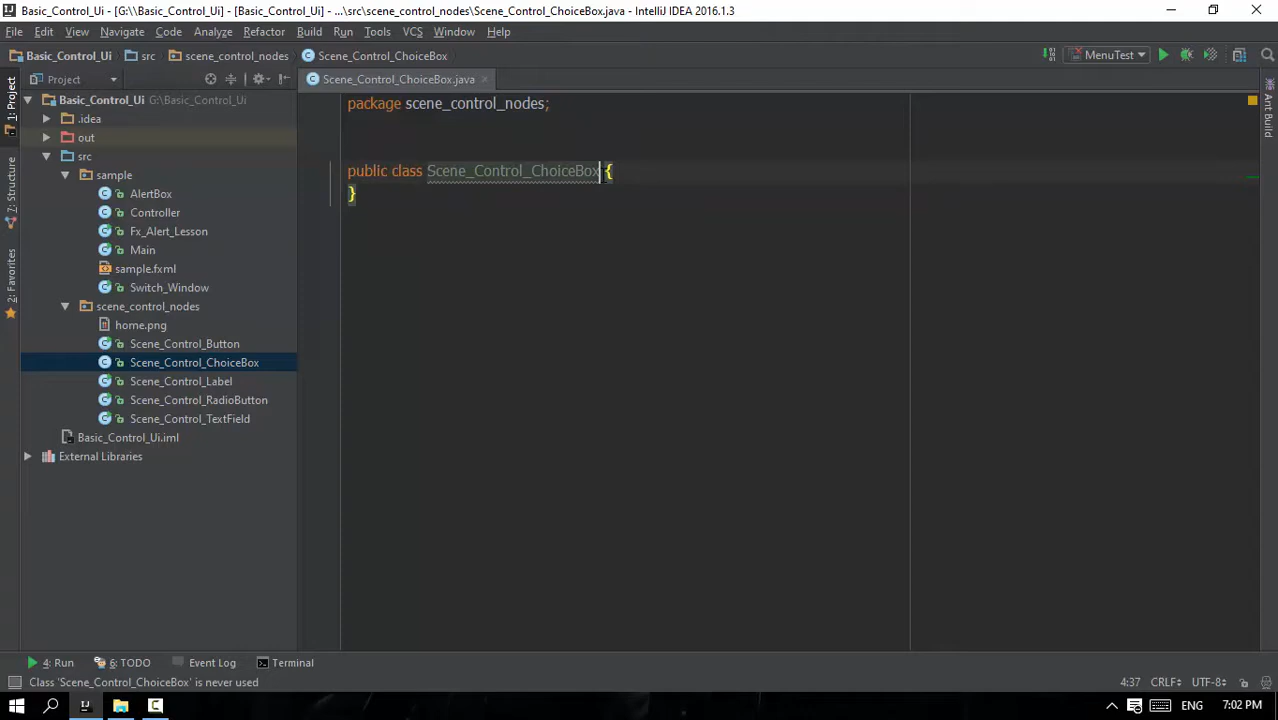 Basic_Control_Ui - [G:\\Basic_Control_Ui] - [Basic_Control_Ui] - ...\src\scene_control_nodes\Scene_Control_ChoiceBox.java - IntelliJ IDEA 2016.1.3
File Edit View Navigate Code Analyze Refactor Build Run Tools VCS Window Help
Basic_Control_Ui src scene_control_nodes Scene_Control_ChoiceBox MenuTest
Project Scene_Control_ChoiceBox.java
1: Project
7: Structure
2: Favorites
Ant Build
Basic_Control_Ui G:\Basic_Control_Ui
.idea
out
src
sample
AlertBox
Controller
Fx_Alert_Lesson
Main
sample.fxml
Switch_Window
scene_control_nodes
home.png
Scene_Control_Button
Scene_Control_ChoiceBox
Scene_Control_Label
Scene_Control_RadioButton
Scene_Control_TextField
Basic_Control_Ui.iml
External Libraries
package scene_control_nodes;
public class Scene_Control_ChoiceBox {
}
4: Run 6: TODO Event Log Terminal
Class 'Scene_Control_ChoiceBox' is never used 4:37 CRLF UTF-8
ENG 7:02 PM